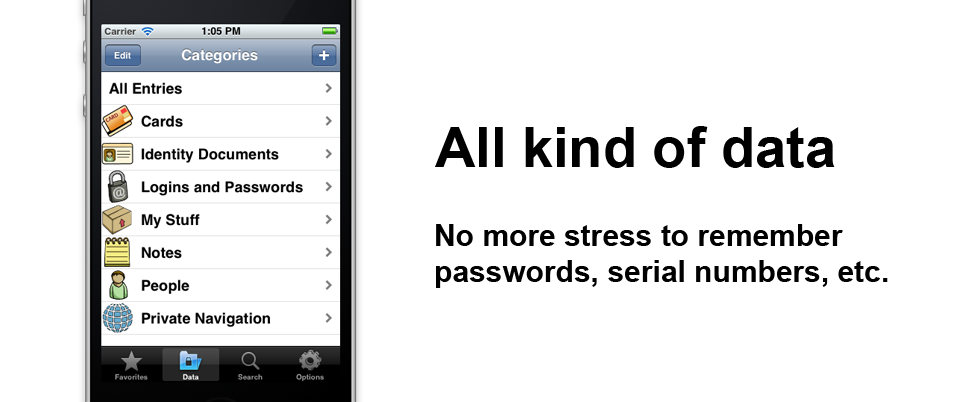 Carrier 1:05 PM
Edit Categories +
All Entries
CARD Cards
Identity Documents
@ Logins and Passwords
My Stuff
Notes
People
Private Navigation
Favorites Data Search Options
All kind of data
No more stress to remember
passwords, serial numbers, etc.